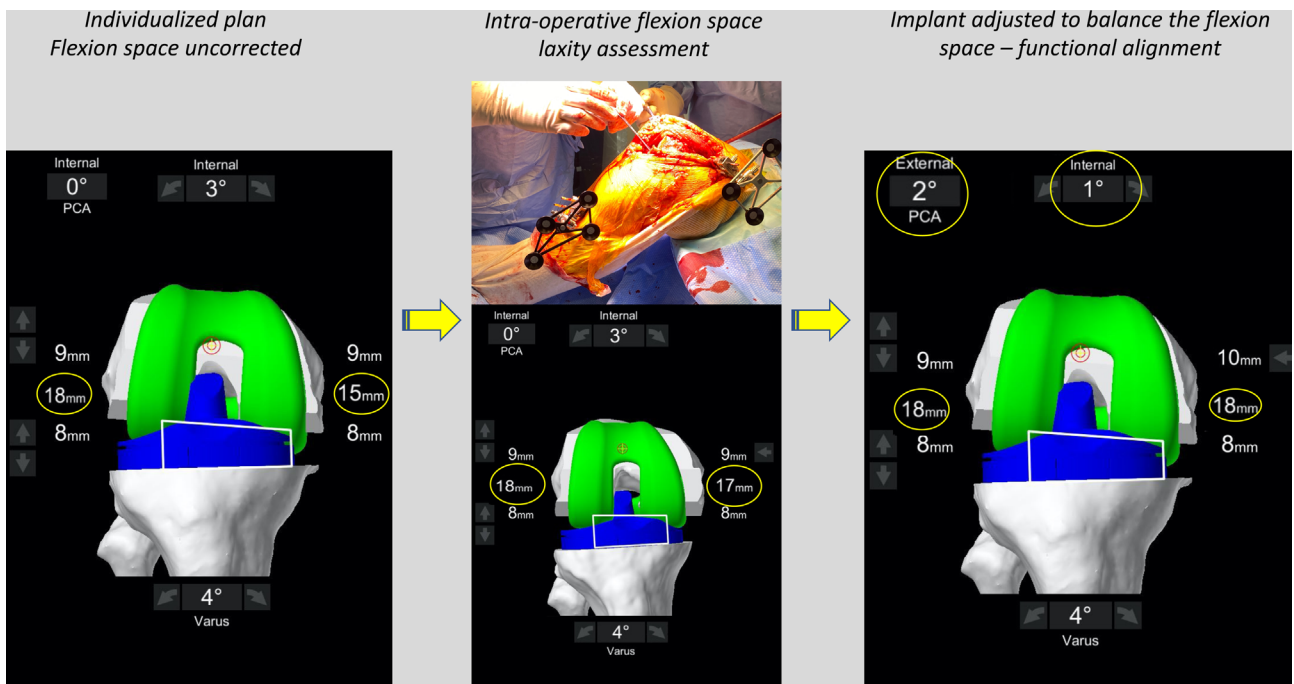 Individualized plan
Flexion space uncorrected
Intra-operative flexion space
laxity assessment
Implant adjusted to balance the flexion
space – functional alignment
Internal
0°
PCA
Internal
3°
9mm
18mm
8mm
9mm
15mm
8mm
4°
Varus
Internal
0°
PCA
Internal
3°
9mm
18mm
8mm
9mm
17mm
8mm
4°
Varus
External
2°
PCA
Internal
1°
9mm
18mm
8mm
10mm
18mm
8mm
4°
Varus